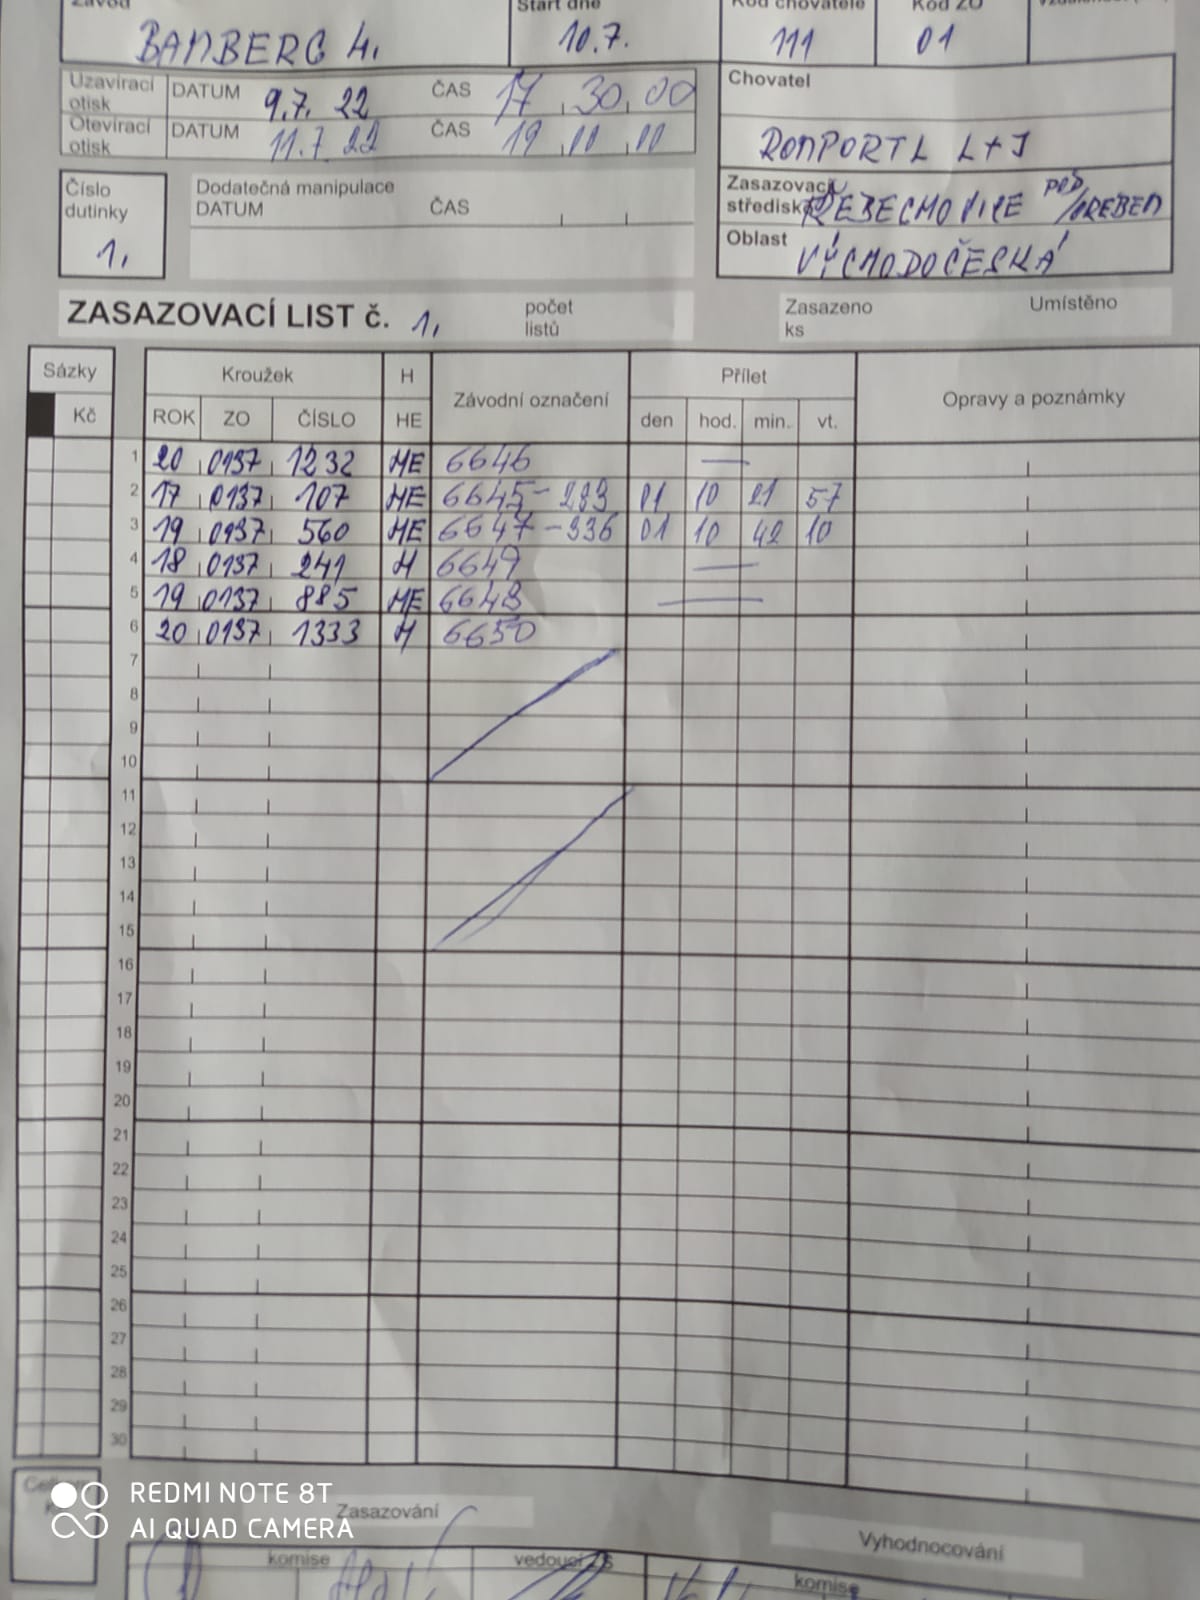 Závod Start dne Kód chovatele Kód ZO
BAMBERG 4. 10.7. 111 01
Uzavírací otisk DATUM 9.7. 22 ČAS 17 30 00
Chovatel
Otevírací otisk DATUM 11.7 22 ČAS 19 11 11
ROMPORTL L+J
Číslo dutinky
1.
Dodatečná manipulace
DATUM ČAS
Zasazovací středisko ŘEBECHOVICE pod OREBEM
Oblast VÝCHODOČESKÁ
ZASAZOVACÍ LIST č. 1. počet listů Zasazeno ks Umístěno
Sázky Kroužek H Závodní označení Přílet Opravy a poznámky
Kč ROK ZO ČÍSLO HE den hod. min. vt.
1 20 0137 1232 HE 6646 —
2 17 0137 107 HE 6645-289 01 10 21 57
3 19 0137 560 HE 6647-336 01 10 42 10
4 18 0137 241 H 6649 —
5 19 0137 885 HE 6648 —
6 20 0137 1333 H 6650
7
8
9
10
11
12
13
14
15
16
17
18
19
20
21
22
23
24
25
26
27
28
29
30
REDMI NOTE 8T
AI QUAD CAMERA
Zasazování Vyhodnocování
komise vedoucí ZS komise